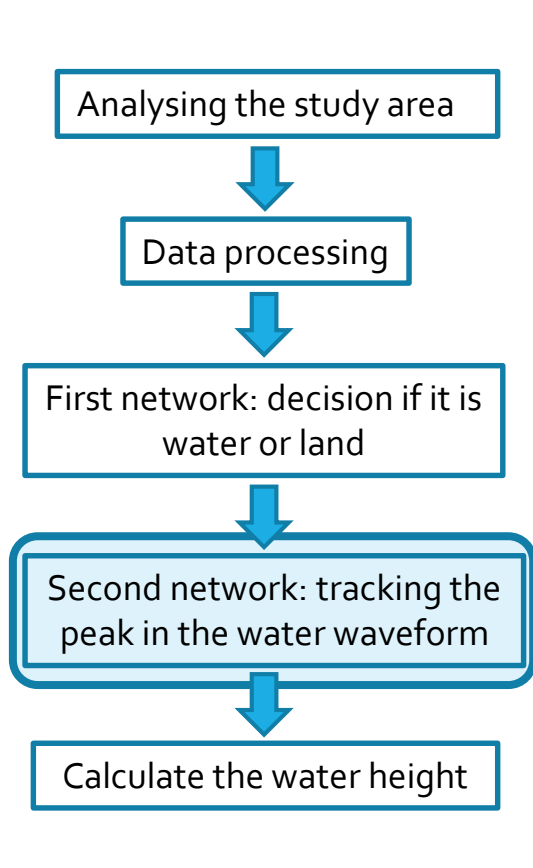 Analysing the study area
Data processing
First network: decision if it is
water or land
Second network: tracking the
peak in the water waveform
Calculate the water height